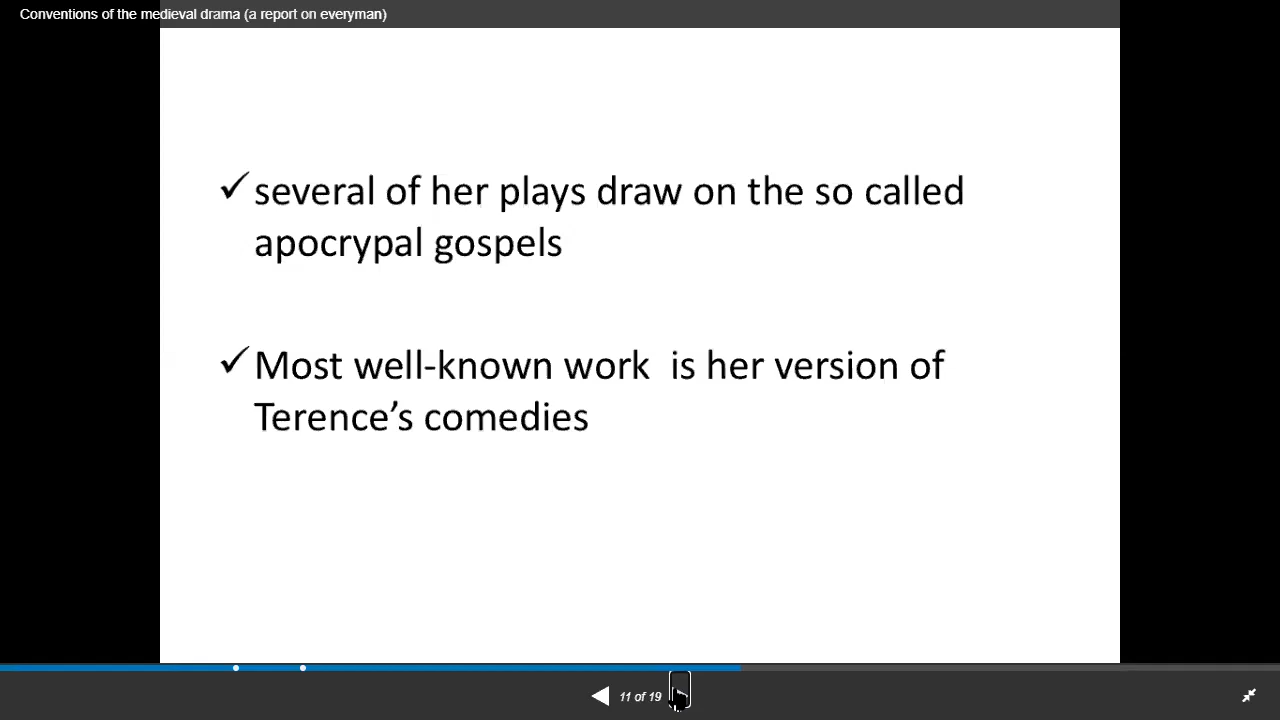 Conventions of the medieval drama (a report on everyman)
✓several of her plays draw on the so called
apocrypal gospels
✓Most well-known work  is her version of
Terence’s comedies
11 of 19